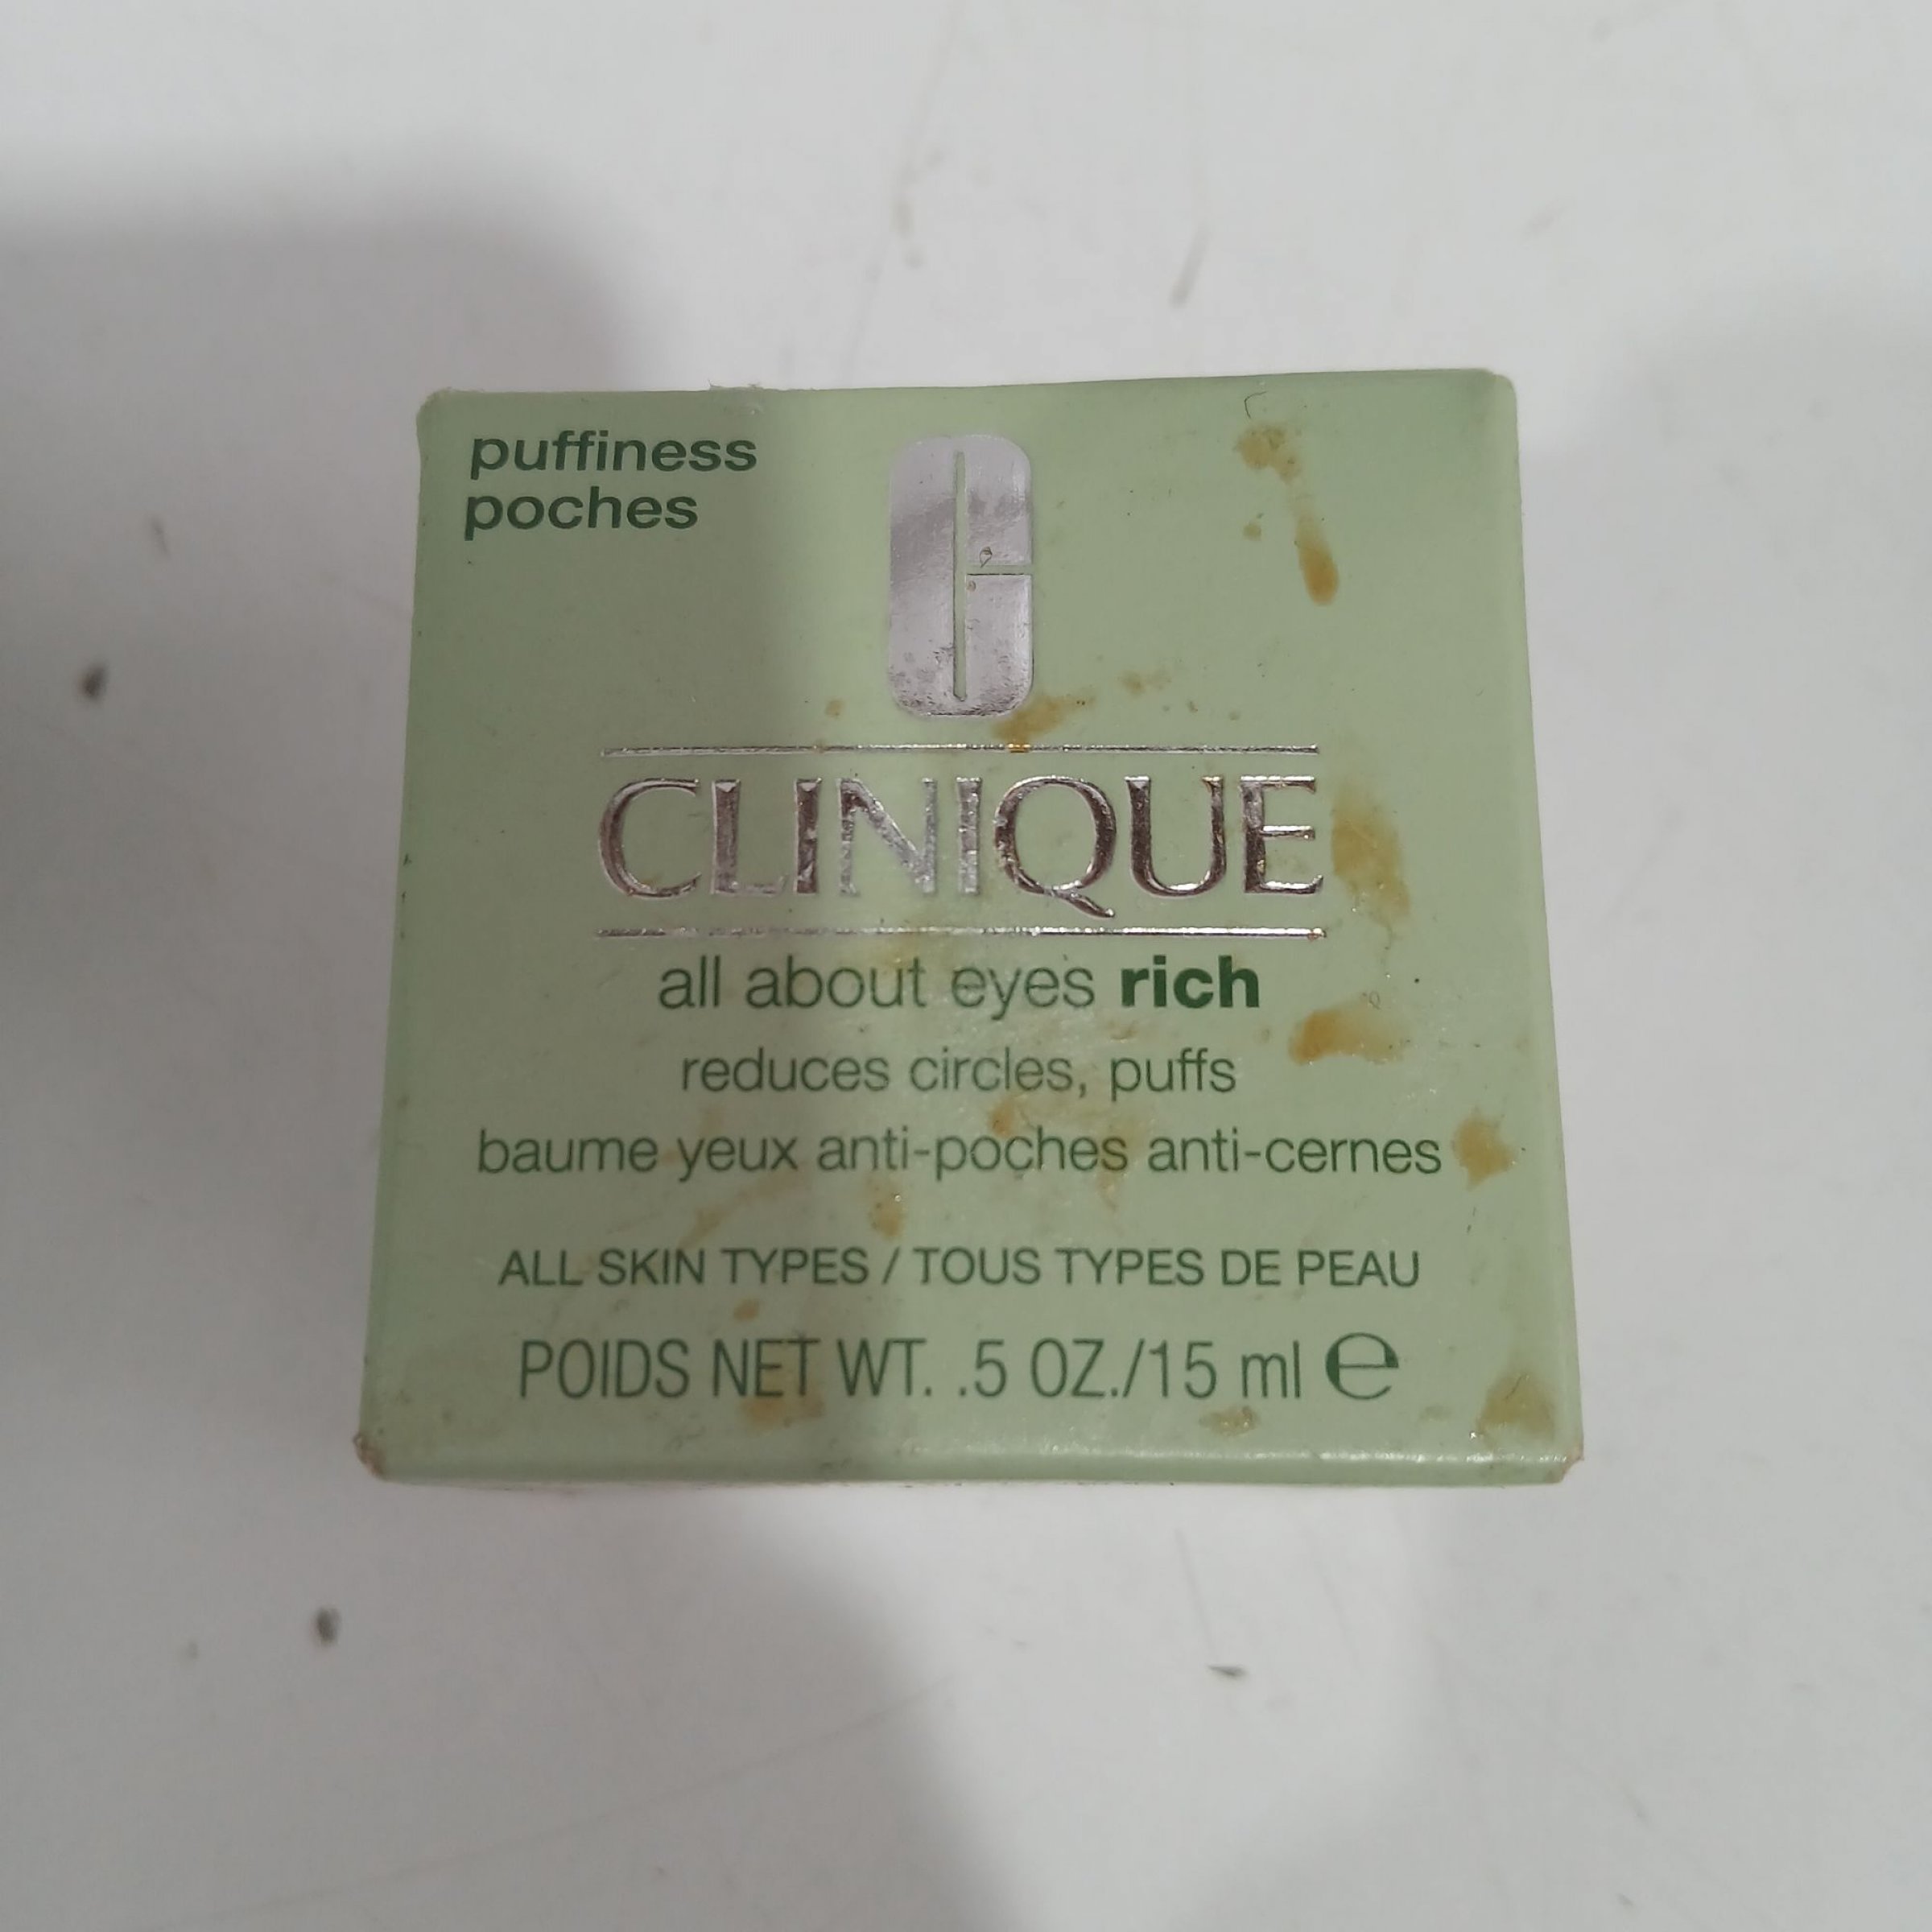 puffiness
poches
CLINIQUE
all about eyes rich
reduces circles, puffs
baume yeux anti-poches anti-cernes
ALL SKIN TYPES / TOUS TYPES DE PEAU
POIDS NET WT. .5 OZ./15 ml ℮